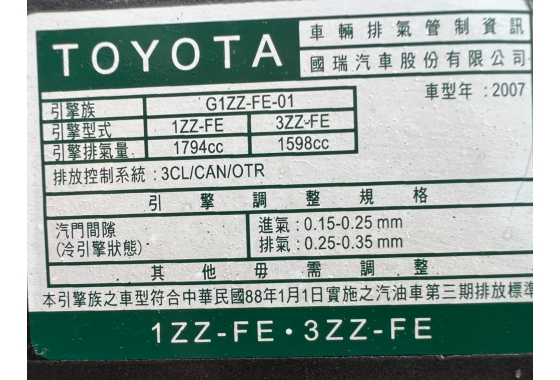 TOYOTA
車輛排氣管制資訊
國瑞汽車股份有限公司
車型年:2007
引擎族 G1ZZ-FE-01
引擎型式 1ZZ-FE 3ZZ-FE
引擎排氣量 1794cc 1598cc
排放控制系統:3CL/CAN/OTR
引擎調整規格
汽門間隙 進氣:0.15-0.25 mm
(冷引擎狀態) 排氣:0.25-0.35 mm
其他毋需調整
本引擎族之車型符合中華民國88年1月1日實施之汽油車第三期排放標準
1ZZ-FE・3ZZ-FE